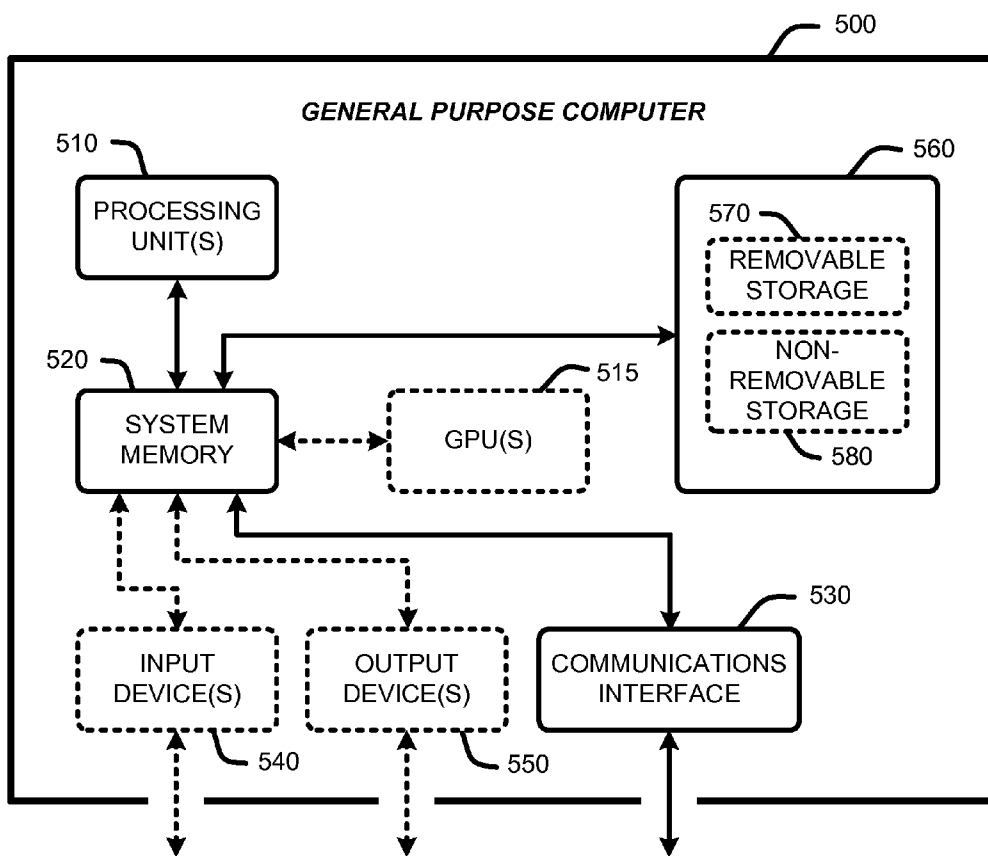 500
GENERAL PURPOSE COMPUTER
510
PROCESSING
UNIT(S)
560
570
REMOVABLE
STORAGE
NON-
REMOVABLE
STORAGE
580
520
SYSTEM
MEMORY
515
GPU(S)
530
INPUT
DEVICE(S)
540
OUTPUT
DEVICE(S)
550
COMMUNICATIONS
INTERFACE